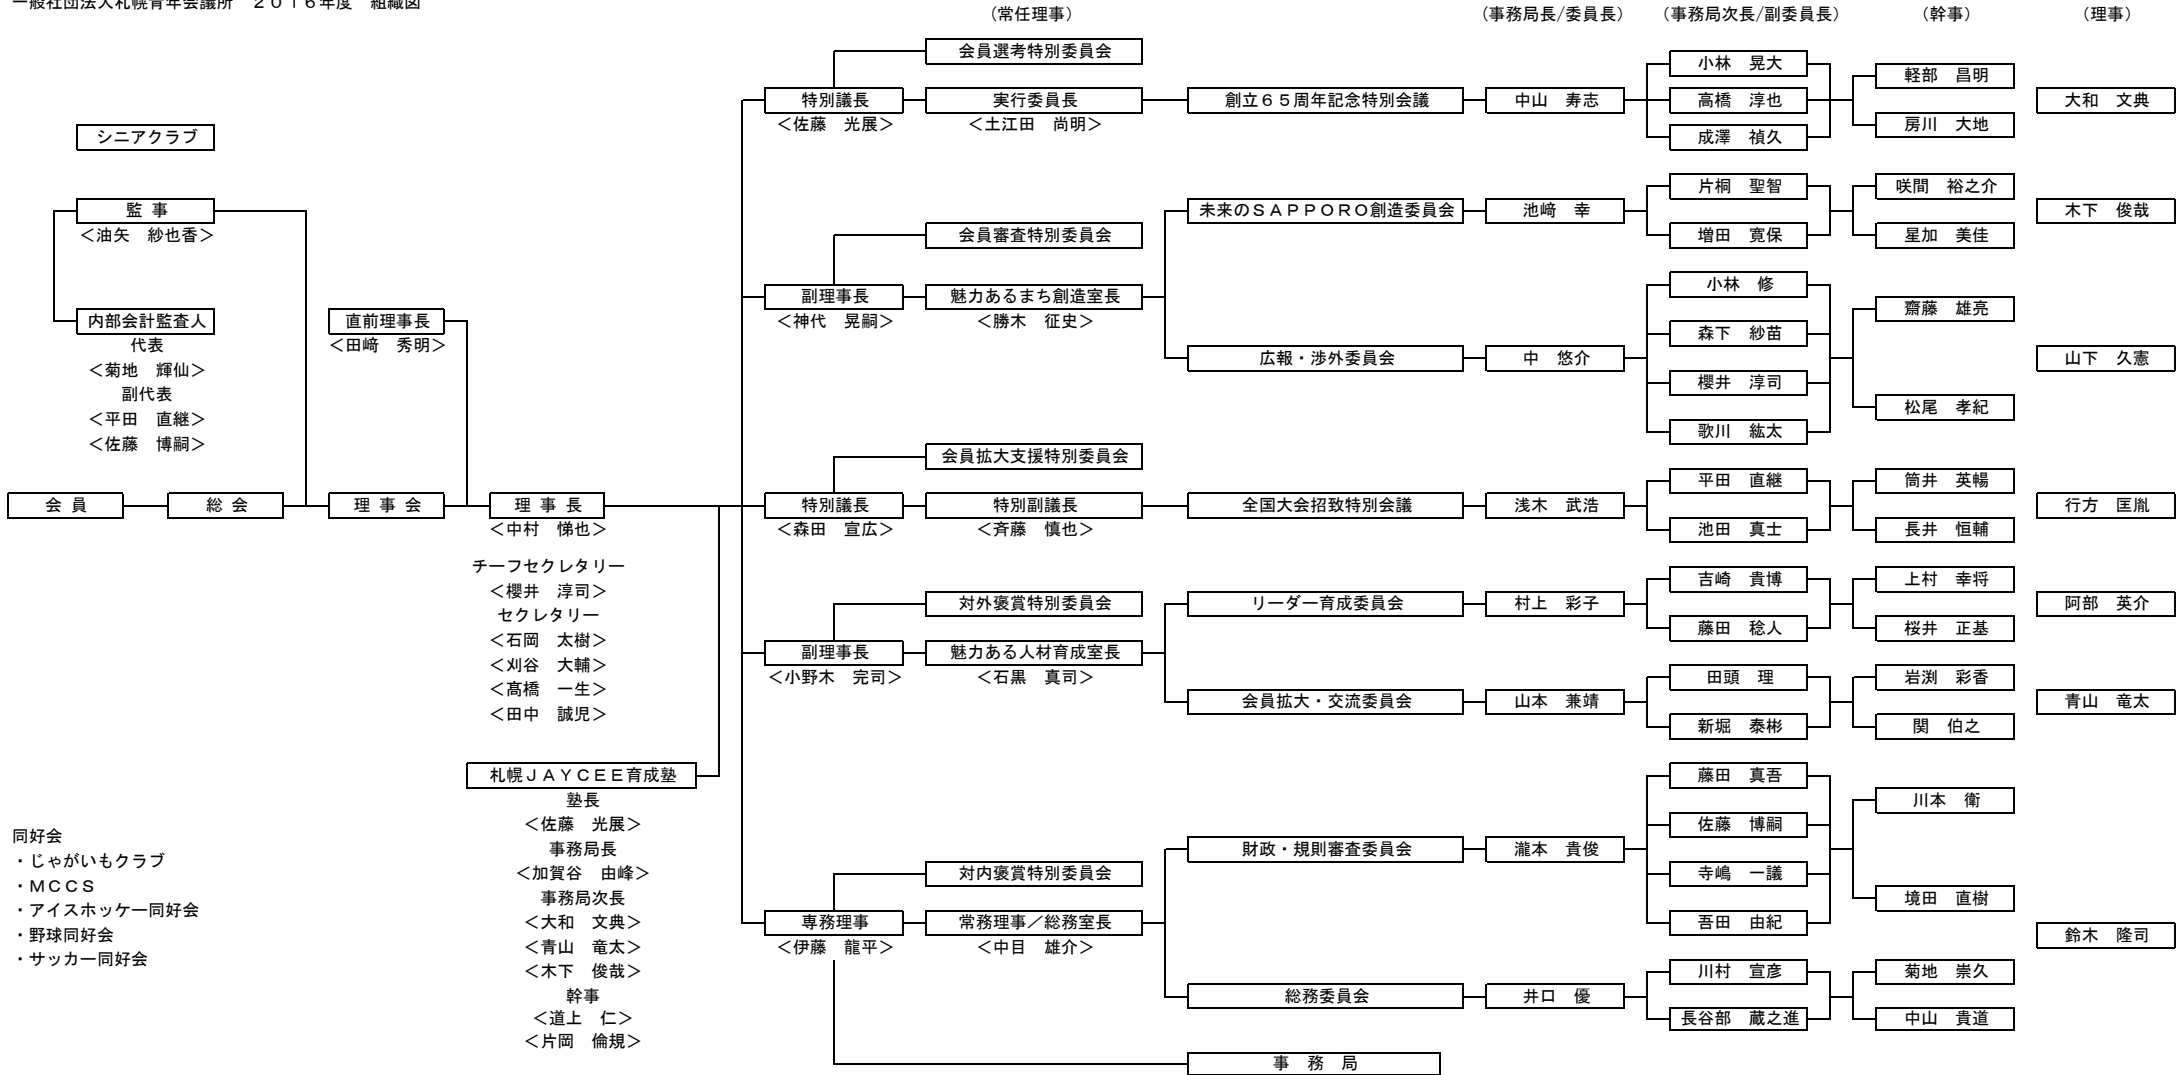 一般社団法人札幌青年会議所　２０１６年度　組織図
（常任理事）
（事務局長/委員長）
（事務局次長/副委員長）
（幹事）
（理事）
シニアクラブ
監 事
＜油矢　紗也香＞
内部会計監査人
代表
＜菊地　輝仙＞
副代表
＜平田　直継＞
＜佐藤　博嗣＞
直前理事長
＜田﨑　秀明＞
会 員
総 会
理 事 会
理 事 長
＜中村　悌也＞
チーフセクレタリー
＜櫻井　淳司＞
セクレタリー
＜石岡　太樹＞
＜刈谷　大輔＞
＜髙橋　一生＞
＜田中　誠児＞
札幌ＪＡＹＣＥＥ育成塾
塾長
＜佐藤　光展＞
事務局長
＜加賀谷　由峰＞
事務局次長
＜大和　文典＞
＜青山　竜太＞
＜木下　俊哉＞
幹事
＜道上　仁＞
＜片岡　倫規＞
同好会
・じゃがいもクラブ
・ＭＣＣＳ
・アイスホッケー同好会
・野球同好会
・サッカー同好会
会員選考特別委員会
特別議長
＜佐藤　光展＞
実行委員長
＜土江田　尚明＞
創立６５周年記念特別会議
中山　寿志
小林　晃大
高橋　淳也
成澤　禎久
軽部　昌明
房川　大地
大和　文典
会員審査特別委員会
副理事長
＜神代　晃嗣＞
魅力あるまち創造室長
＜勝木　征史＞
未来のＳＡＰＰＯＲＯ創造委員会
池﨑　幸
片桐　聖智
増田　寛保
咲間　裕之介
星加　美佳
木下　俊哉
広報・渉外委員会
中　悠介
小林　修
森下　紗苗
櫻井　淳司
歌川　紘太
齋藤　雄亮
松尾　孝紀
山下　久憲
会員拡大支援特別委員会
特別議長
＜森田　宣広＞
特別副議長
＜斉藤　慎也＞
全国大会招致特別会議
浅木　武浩
平田　直継
池田　真士
筒井　英暢
長井　恒輔
行方　匡胤
対外褒賞特別委員会
副理事長
＜小野木　完司＞
魅力ある人材育成室長
＜石黒　真司＞
リーダー育成委員会
村上　彩子
吉崎　貴博
藤田　稔人
上村　幸将
桜井　正基
阿部　英介
会員拡大・交流委員会
山本　兼靖
田頭　理
新堀　泰彬
岩渕　彩香
関　伯之
青山　竜太
対内褒賞特別委員会
専務理事
＜伊藤　龍平＞
常務理事／総務室長
＜中目　雄介＞
財政・規則審査委員会
瀧本　貴俊
藤田　真吾
佐藤　博嗣
寺嶋　一議
吾田　由紀
川本　衛
境田　直樹
鈴木　隆司
総務委員会
井口　優
川村　宣彦
長谷部　蔵之進
菊地　崇久
中山　貴道
事　務　局